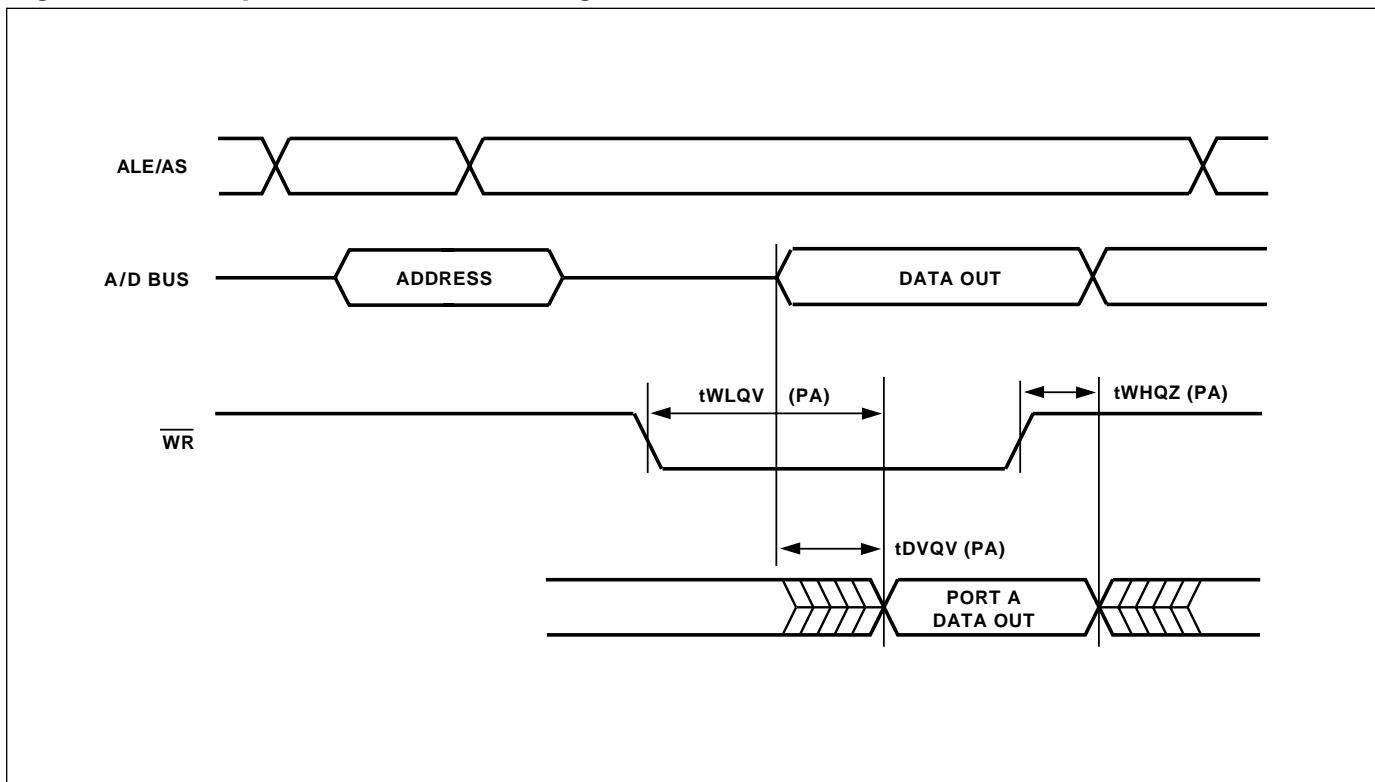 ALE/AS
A/D BUS
ADDRESS
DATA OUT
tWLQV (PA)
tWHQZ (PA)
WR
tDVQV (PA)
PORT A
DATA OUT